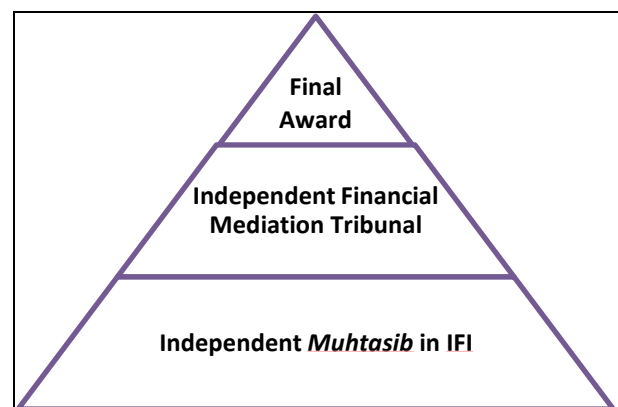 Final
Award
Independent Financial
Mediation Tribunal
Independent Muhtasib in IFI